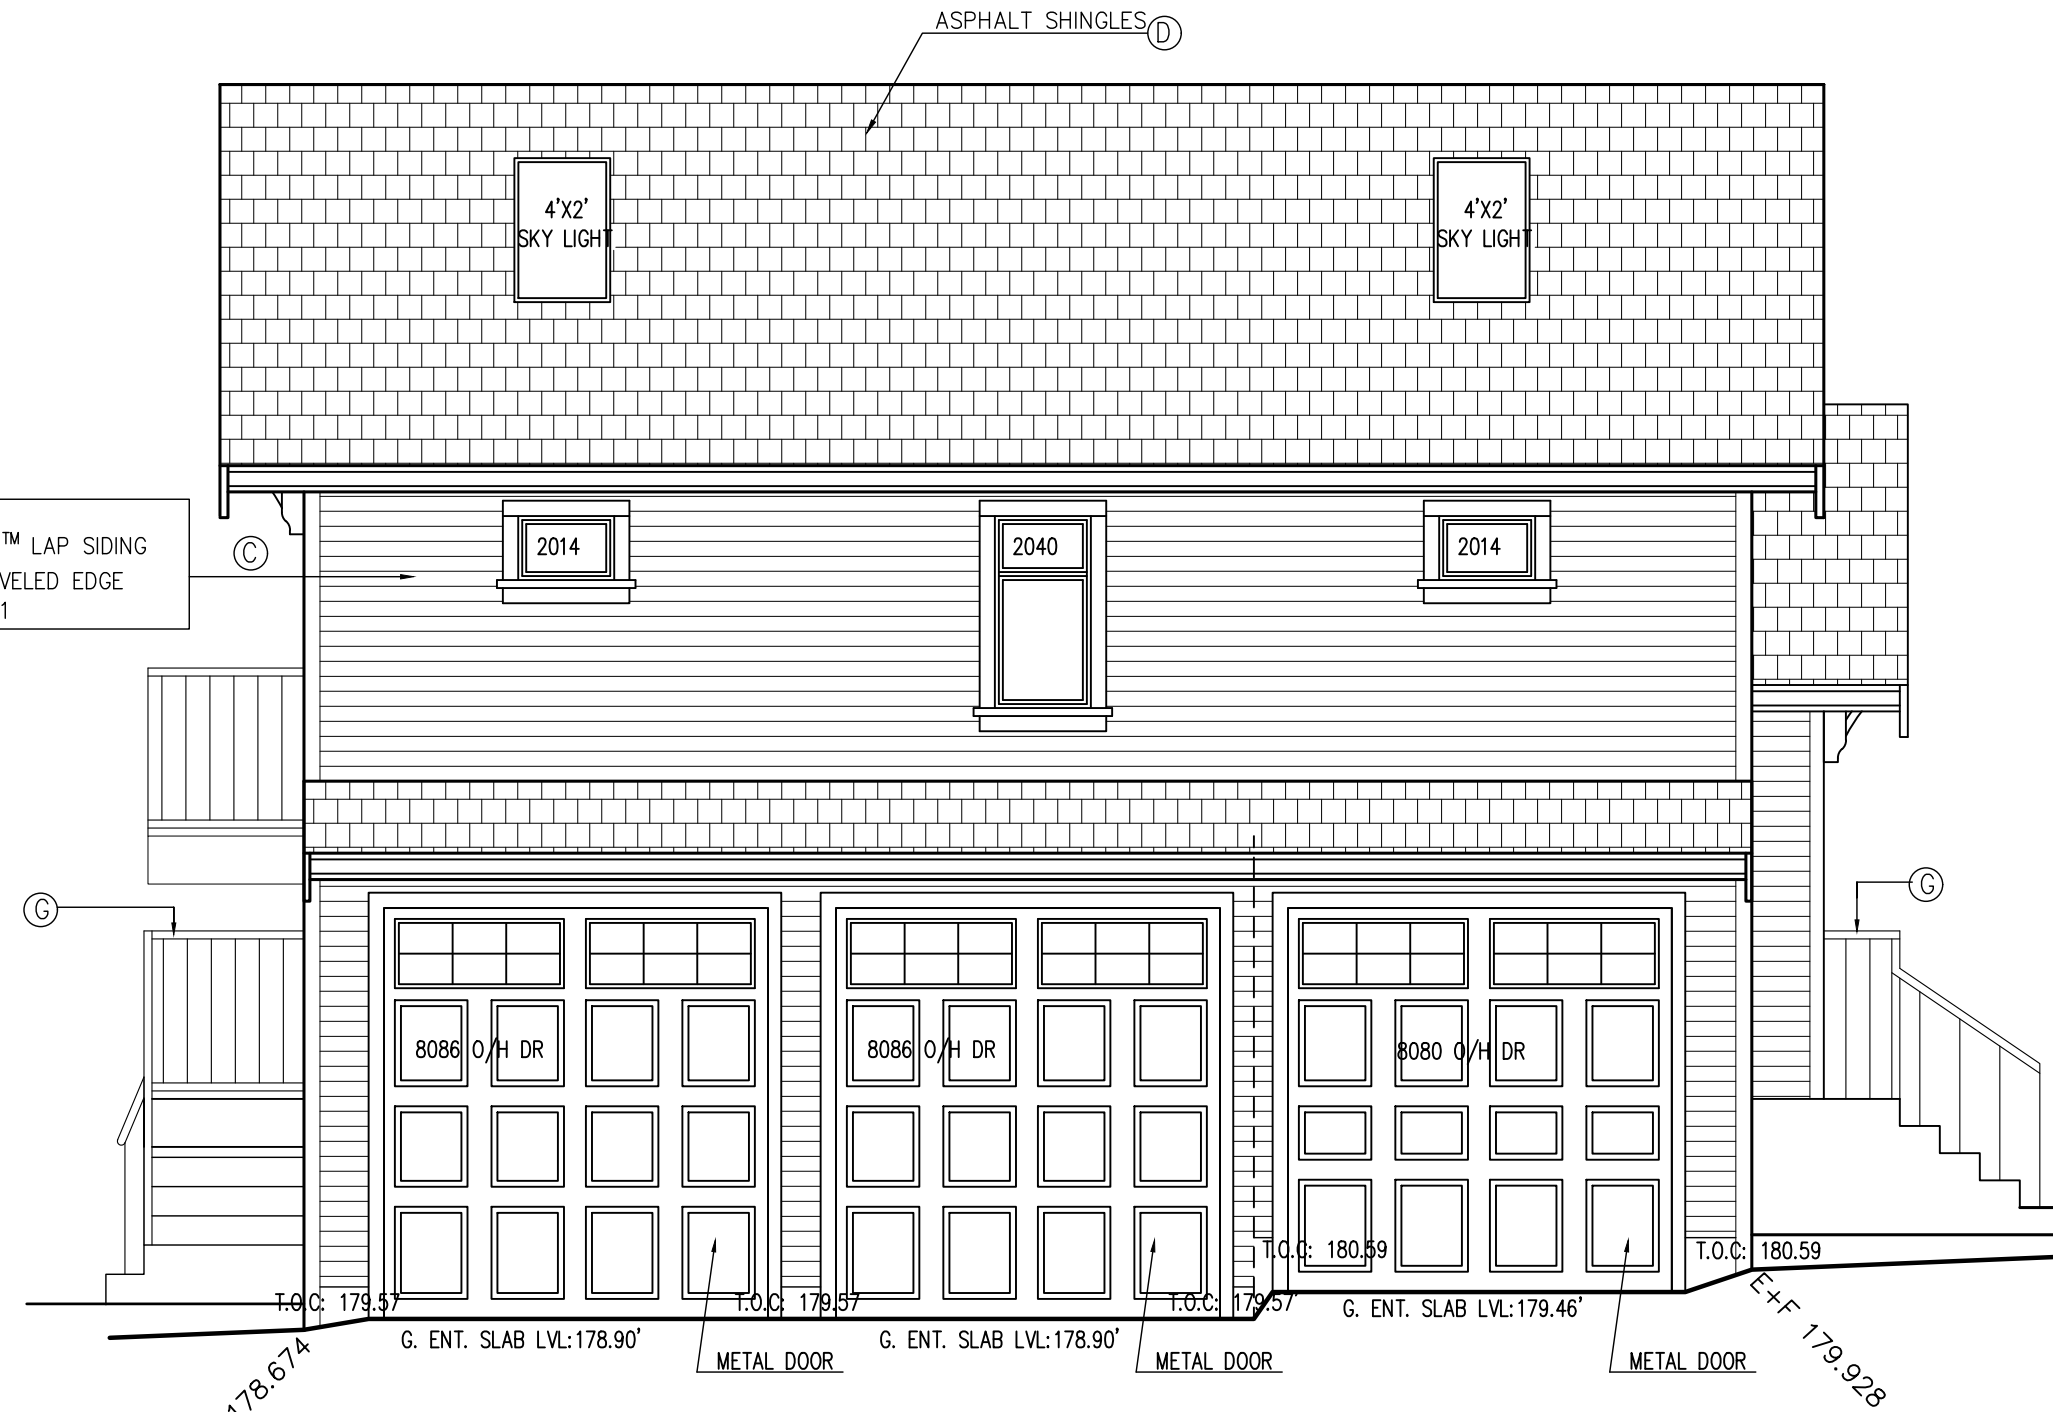 ASPHALT SHINGLES D
4'X2'
SKY LIGHT
4'X2'
SKY LIGHT
™ LAP SIDING
VELED EDGE
1
C
2014
2040
2014
G
G
8086 O/H DR
8086 O/H DR
8080 O/H DR
T.O.C: 180.59
T.O.C: 180.59
T.O.C: 179.57
T.O.C: 179.57
T.O.C: 179.57'
G. ENT. SLAB LVL:178.90'
G. ENT. SLAB LVL:178.90'
G. ENT. SLAB LVL:179.46'
METAL DOOR
METAL DOOR
METAL DOOR
178.674
E+F 179.928